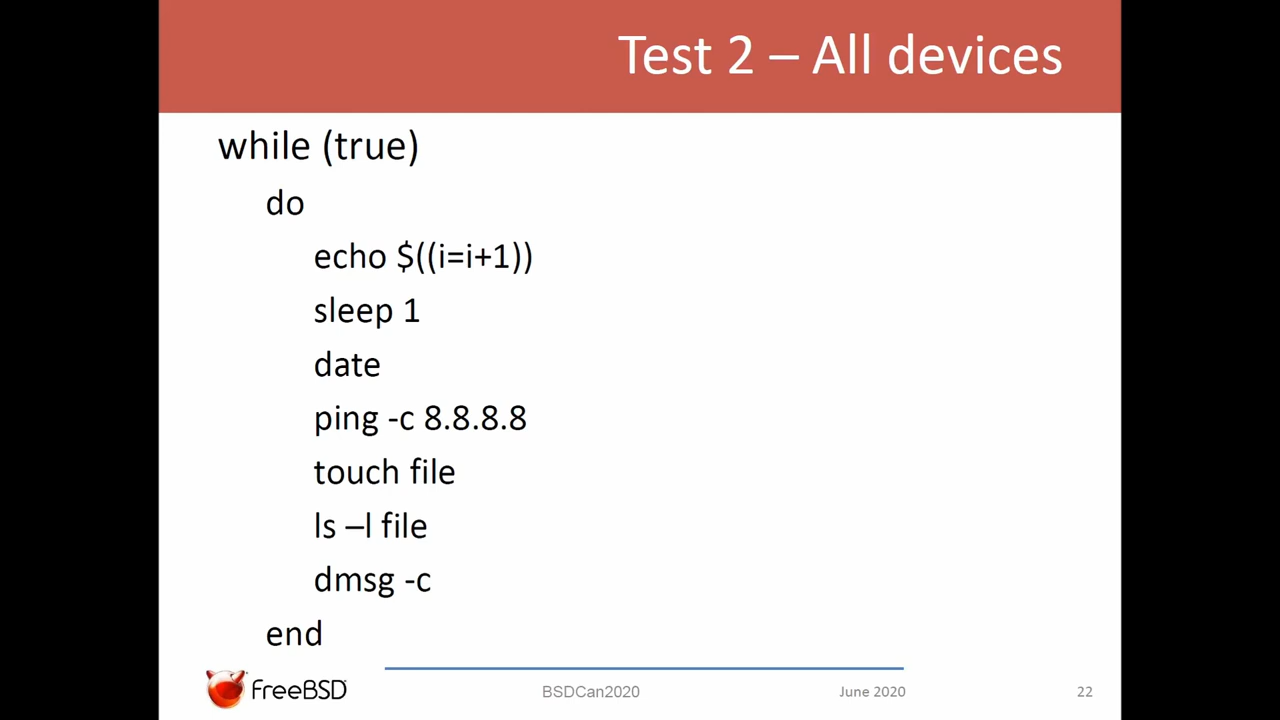 Test 2 – All devices
while (true)
do
echo $((i=i+1))
sleep 1
date
ping -c 8.8.8.8
touch file
ls –l file
dmsg -c
end
FreeBSD
BSDCan2020
June 2020
22